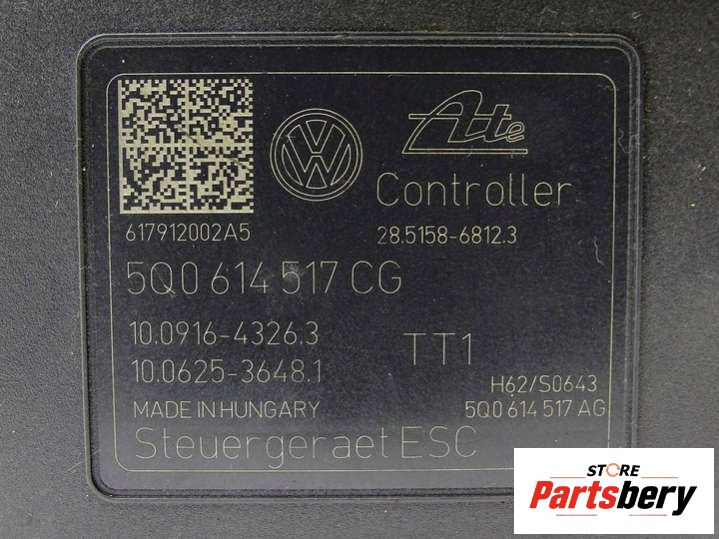 Ate
Controller
617912002A5
28.5158-6812.3
5Q0 614 517 CG
10.0916-4326.3
TT1
10.0625-3648.1
H62/S0643
MADE IN HUNGARY
5Q0 614 517 AG
Steuergeraet ESC
STORE
Partsbery